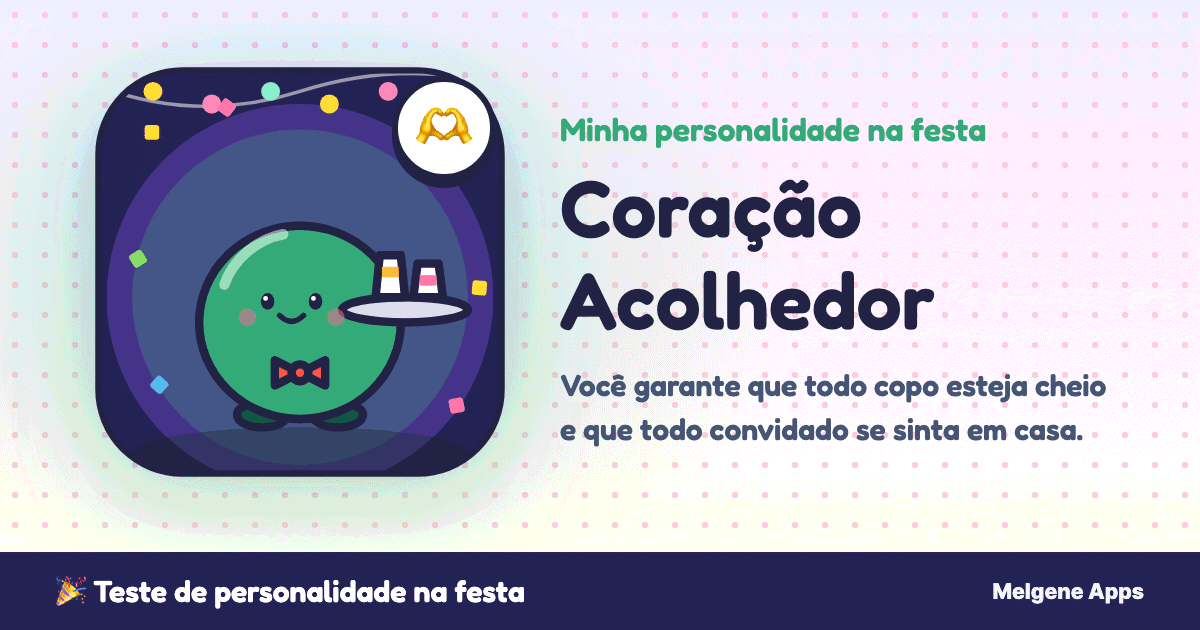 Minha personalidade na festa
Coração
Acolhedor
Você garante que todo copo esteja cheio
e que todo convidado se sinta em casa.
Teste de personalidade na festa
Melgene Apps